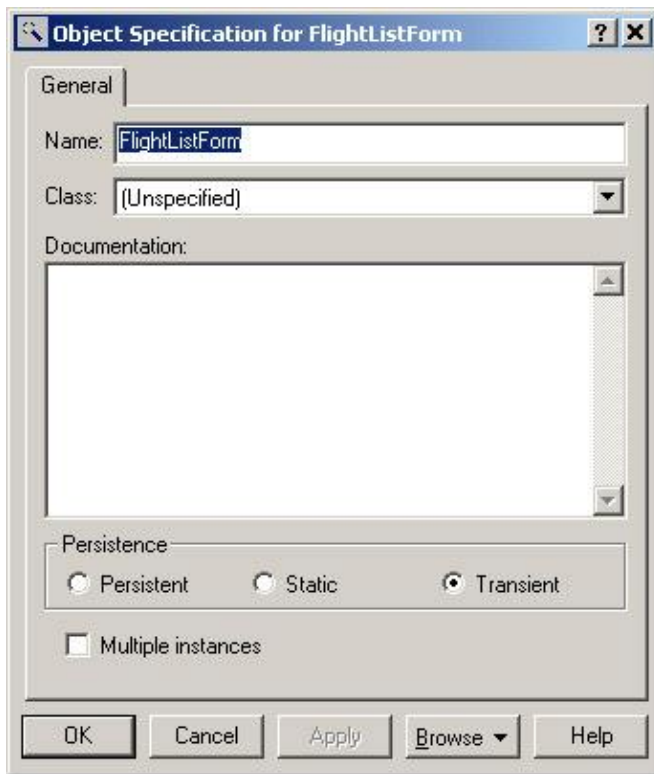 Object Specification for FlightListForm
General
Name: FlightListForm
Class: (Unspecified)
Documentation:
Persistence
Persistent Static Transient
Multiple instances
OK Cancel Apply Browse Help